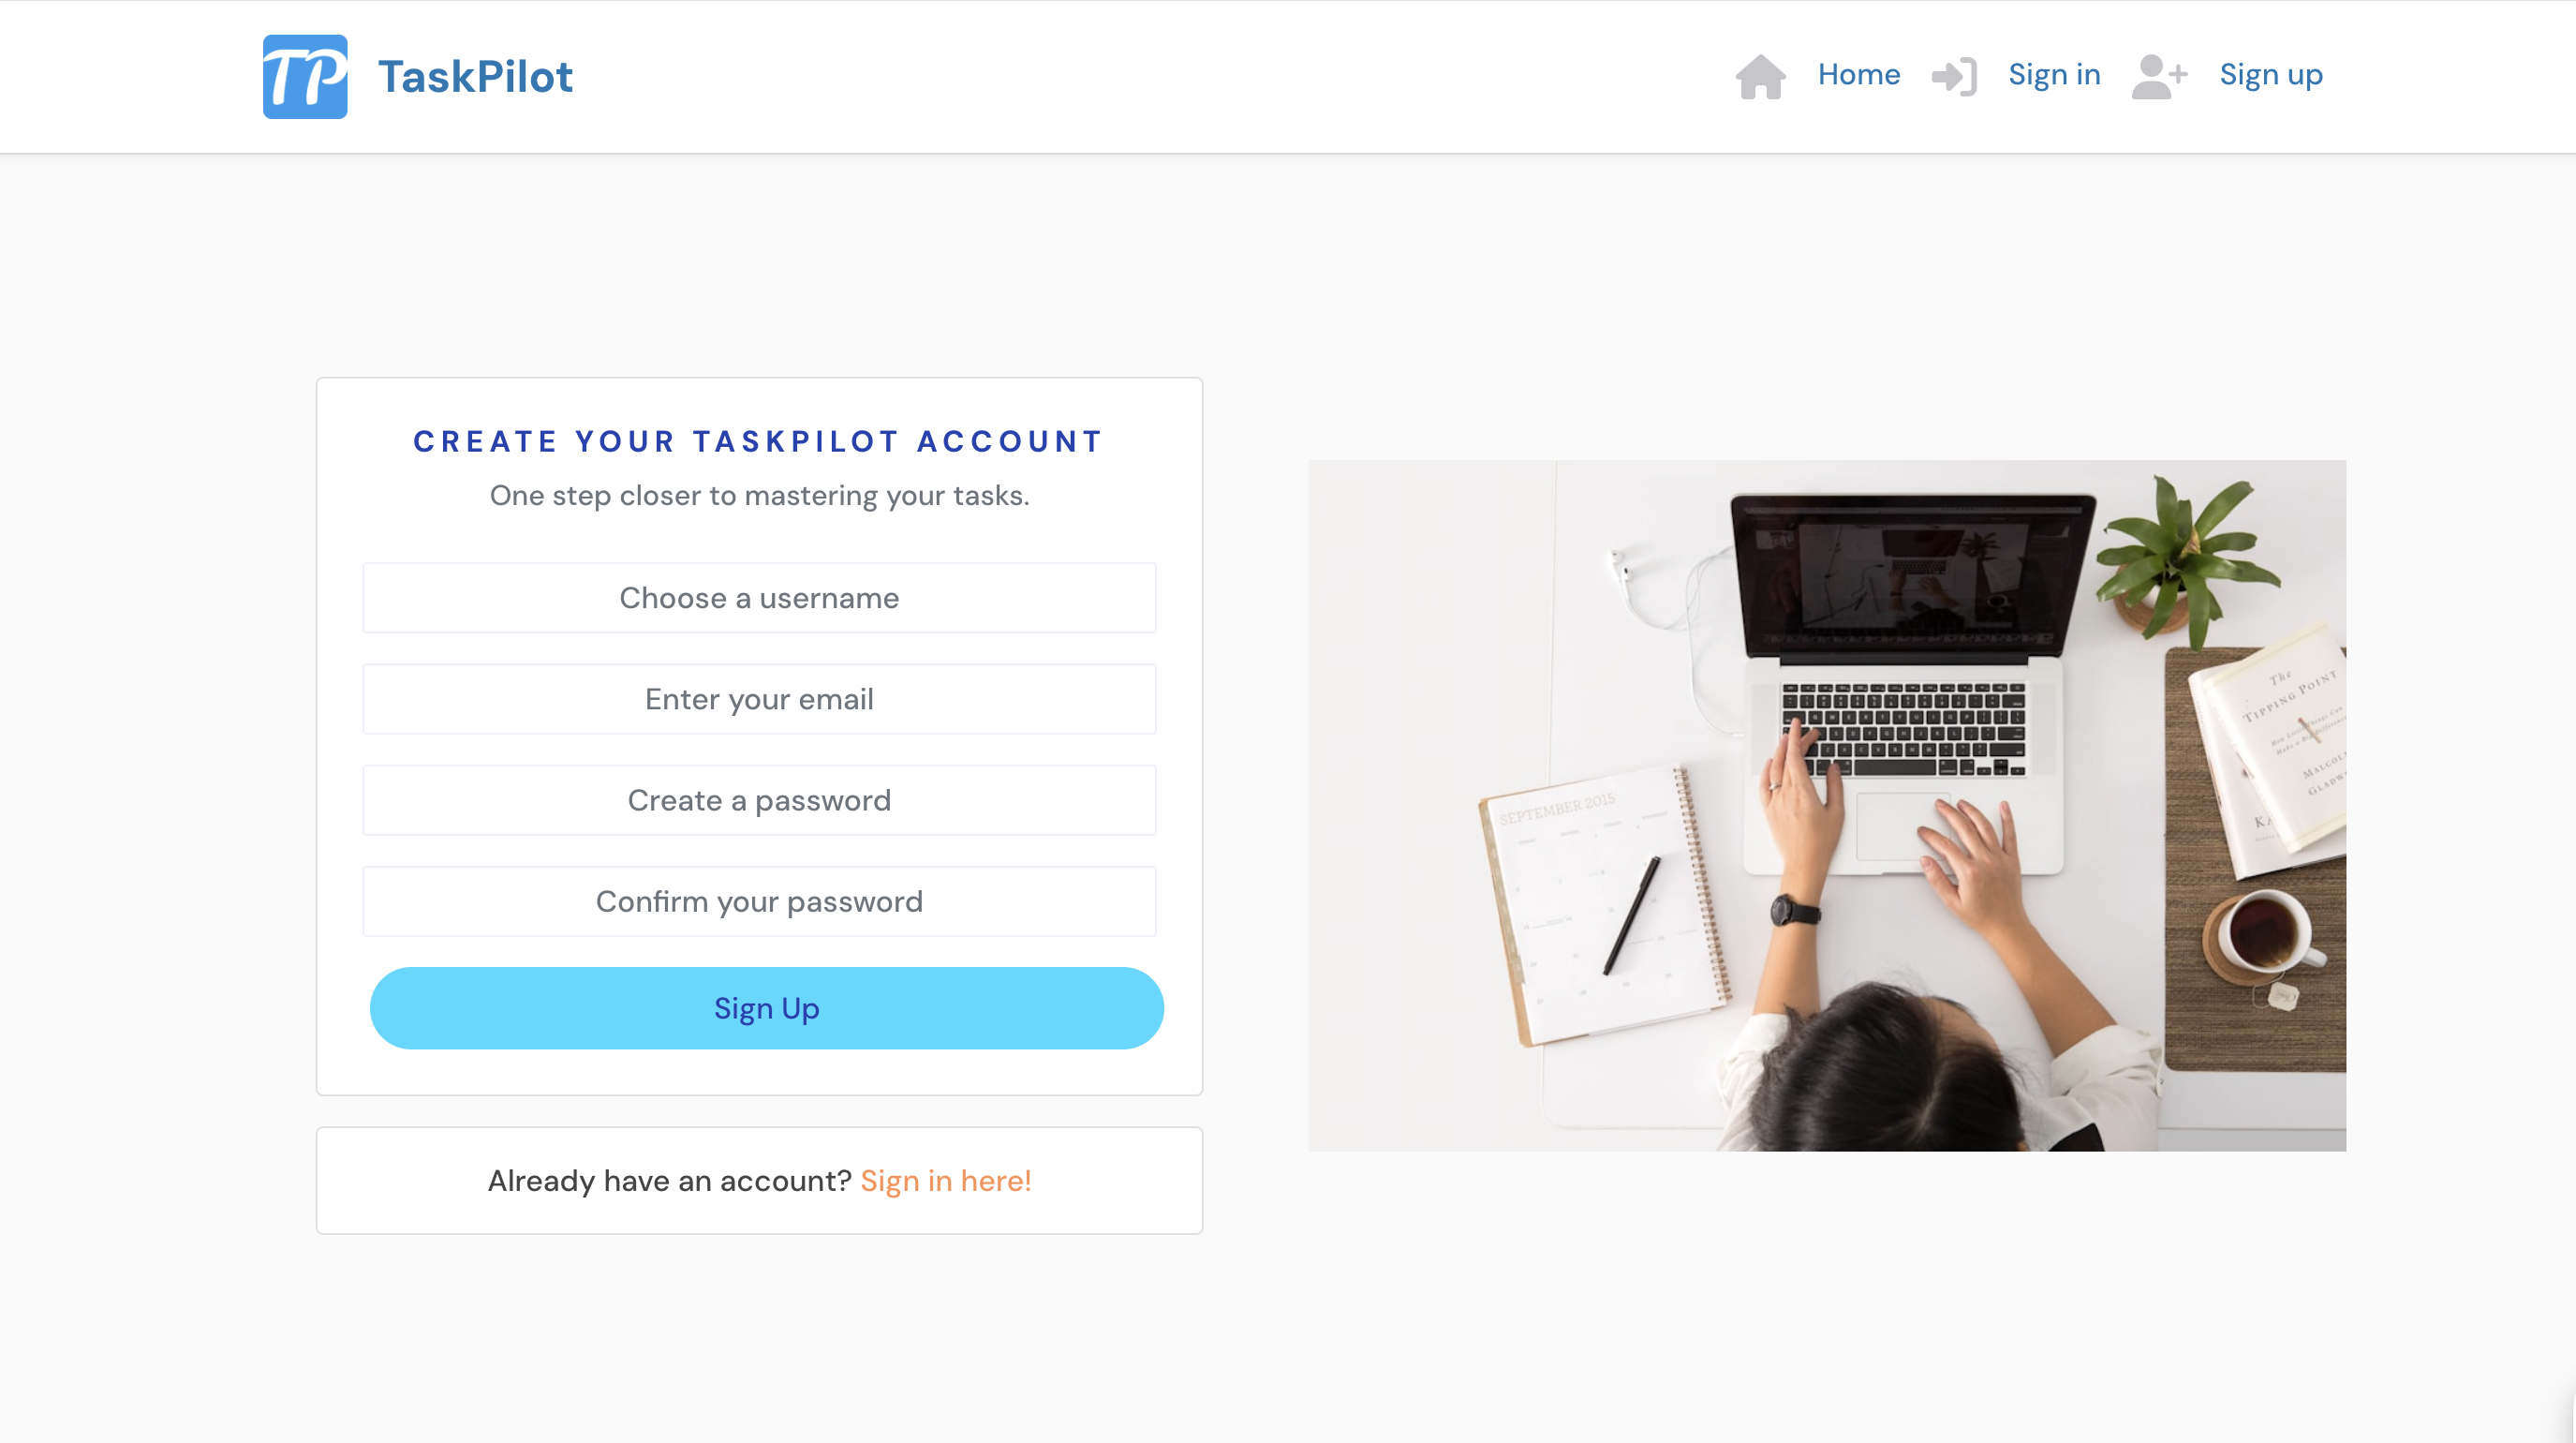 TP TaskPilot
Home Sign in Sign up
CREATE YOUR TASKPILOT ACCOUNT
One step closer to mastering your tasks.
Choose a username
Enter your email
Create a password
Confirm your password
Sign Up
Already have an account? Sign in here!
The
TIPPING POINT
SEPTEMBER 2015